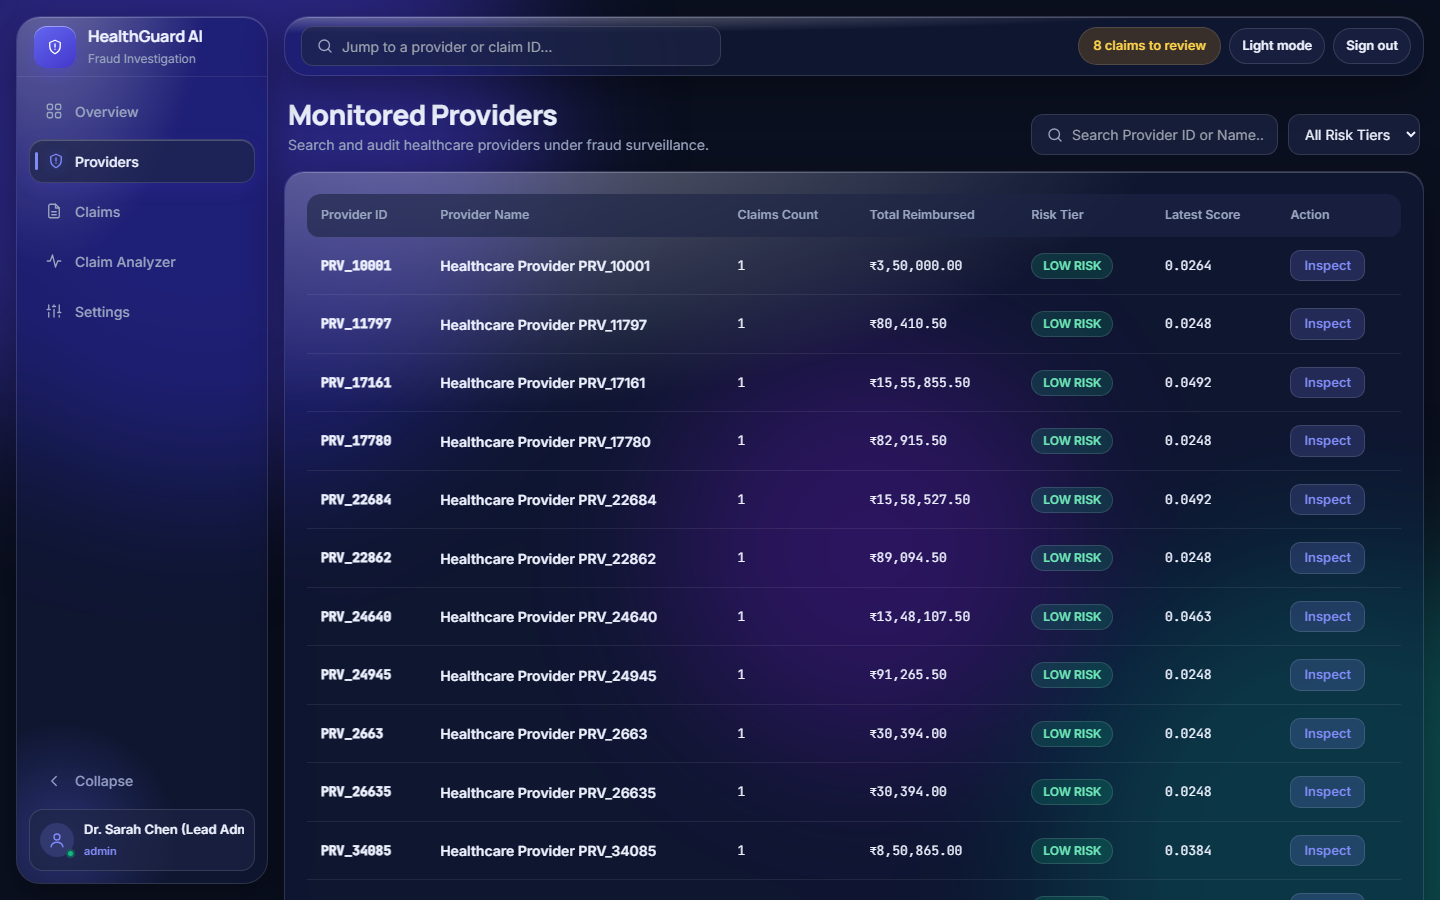 HealthGuard AI
Fraud Investigation
Overview
Providers
Claims
Claim Analyzer
Settings
Collapse
Dr. Sarah Chen (Lead Adm
admin
Jump to a provider or claim ID...
8 claims to review
Light mode
Sign out
Monitored Providers
Search and audit healthcare providers under fraud surveillance.
Search Provider ID or Name..
All Risk Tiers
Provider ID Provider Name Claims Count Total Reimbursed Risk Tier Latest Score Action
PRV_10001 Healthcare Provider PRV_10001 1 ₹3,50,000.00 LOW RISK 0.0264 Inspect
PRV_11797 Healthcare Provider PRV_11797 1 ₹80,410.50 LOW RISK 0.0248 Inspect
PRV_17161 Healthcare Provider PRV_17161 1 ₹15,55,855.50 LOW RISK 0.0492 Inspect
PRV_17780 Healthcare Provider PRV_17780 1 ₹82,915.50 LOW RISK 0.0248 Inspect
PRV_22684 Healthcare Provider PRV_22684 1 ₹15,58,527.50 LOW RISK 0.0492 Inspect
PRV_22862 Healthcare Provider PRV_22862 1 ₹89,094.50 LOW RISK 0.0248 Inspect
PRV_24640 Healthcare Provider PRV_24640 1 ₹13,48,107.50 LOW RISK 0.0463 Inspect
PRV_24945 Healthcare Provider PRV_24945 1 ₹91,265.50 LOW RISK 0.0248 Inspect
PRV_2663 Healthcare Provider PRV_2663 1 ₹30,394.00 LOW RISK 0.0248 Inspect
PRV_26635 Healthcare Provider PRV_26635 1 ₹30,394.00 LOW RISK 0.0248 Inspect
PRV_34085 Healthcare Provider PRV_34085 1 ₹8,50,865.00 LOW RISK 0.0384 Inspect